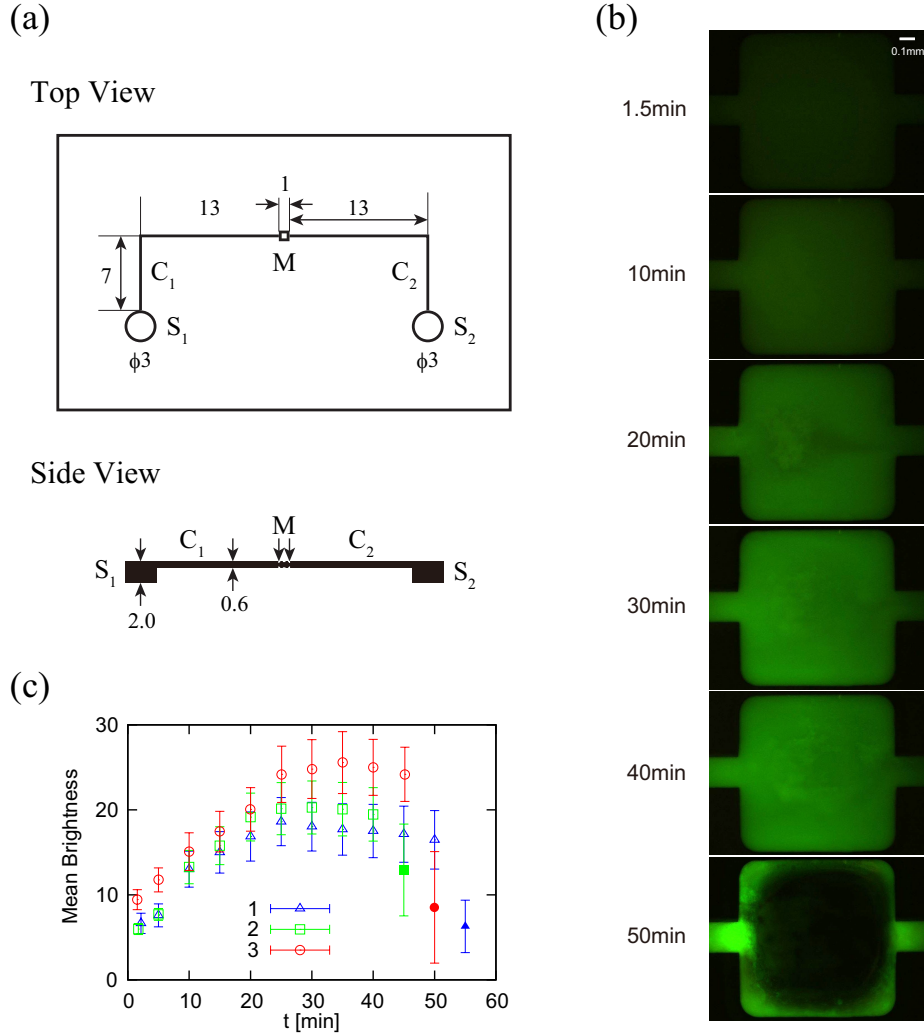 (a)
Top View
1
13
13
7
M
C₁
C₂
S₁
S₂
ϕ3
ϕ3
Side View
M
C₁
C₂
S₁
S₂
2.0
0.6
(b)
0.1mm
1.5min
10min
20min
30min
40min
50min
(c)
Mean Brightness
30
20
10
0
1
2
3
0
10
20
30
40
50
60
t [min]